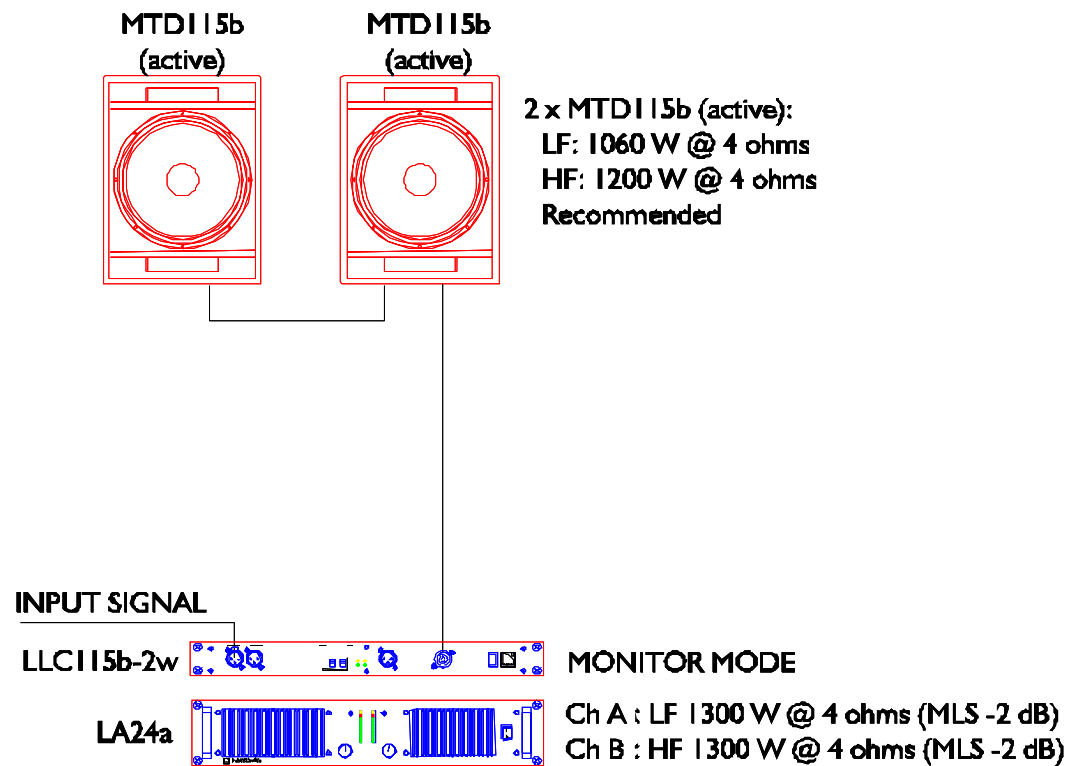 MTD115b
(active)
MTD115b
(active)
2 x MTD115b (active):
LF: 1060 W @ 4 ohms
HF: 1200 W @ 4 ohms
Recommended
INPUT SIGNAL
LLC115b-2w
MONITOR MODE
LA24a
Ch A : LF 1300 W @ 4 ohms (MLS -2 dB)
Ch B : HF 1300 W @ 4 ohms (MLS -2 dB)